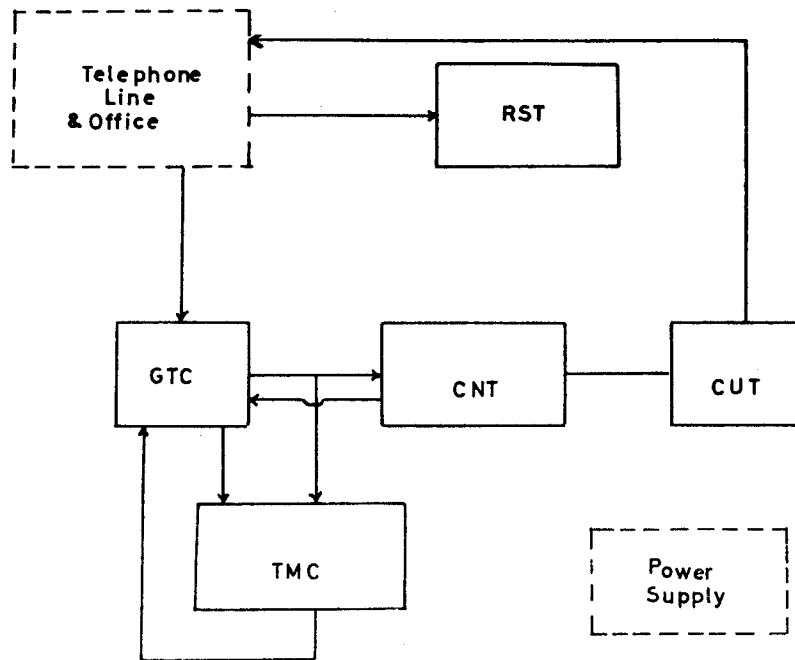 Telephone
Line
& Office
RST
GTC
CNT
CUT
TMC
Power
Supply